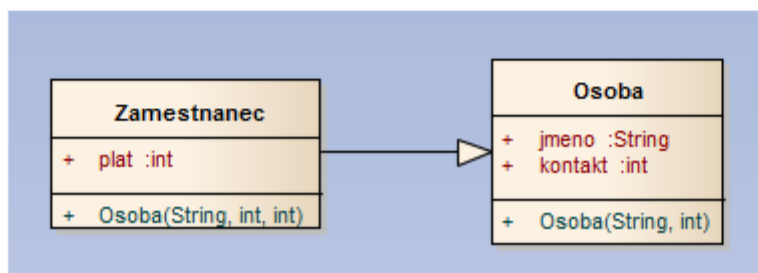 Zamestnanec
+ plat :int
+ Osoba(String, int, int)
Osoba
+ jmeno :String
+ kontakt :int
+ Osoba(String, int)